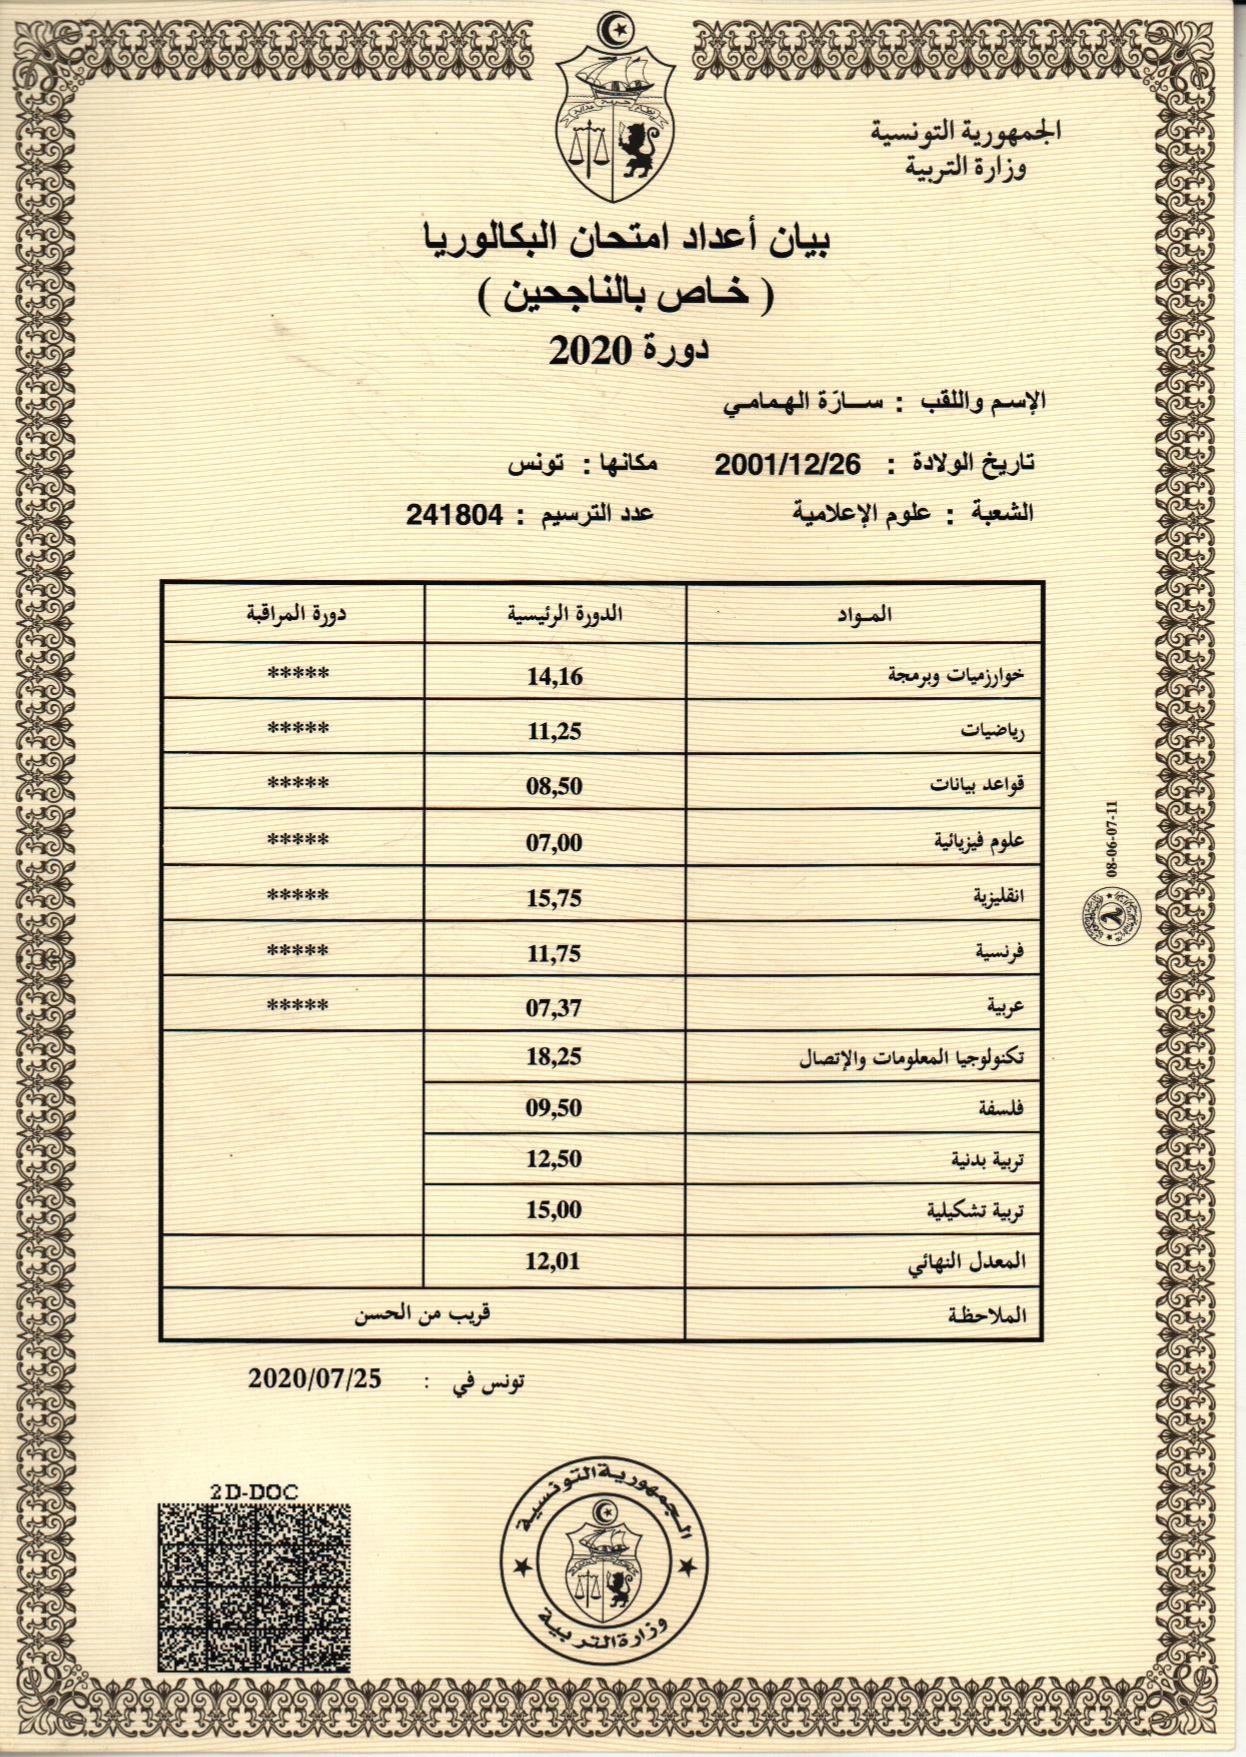 الجمهورية التونسية
وزارة التربية
بيان أعداد امتحان البكالوريا
( خاص بالناجحين )
دورة 2020
الإسم واللقب : سارّة الهمامي
تاريخ الولادة : 2001/12/26 مكانها : تونس
الشعبة : علوم الإعلامية عدد الترسيم : 241804
المواد الدورة الرئيسية دورة المراقبة
خوارزميات وبرمجة 14,16 *****
رياضيات 11,25 *****
قواعد بيانات 08,50 *****
علوم فيزيائية 07,00 *****
انقليزية 15,75 *****
فرنسية 11,75 *****
عربية 07,37 *****
تكنولوجيا المعلومات والإتصال 18,25
فلسفة 09,50
تربية بدنية 12,50
تربية تشكيلية 15,00
المعدل النهائي 12,01
الملاحظة قريب من الحسن
08-06-07-11
تونس في : 2020/07/25
2D-DOC
الجمهورية التونسية
وزارة التربية